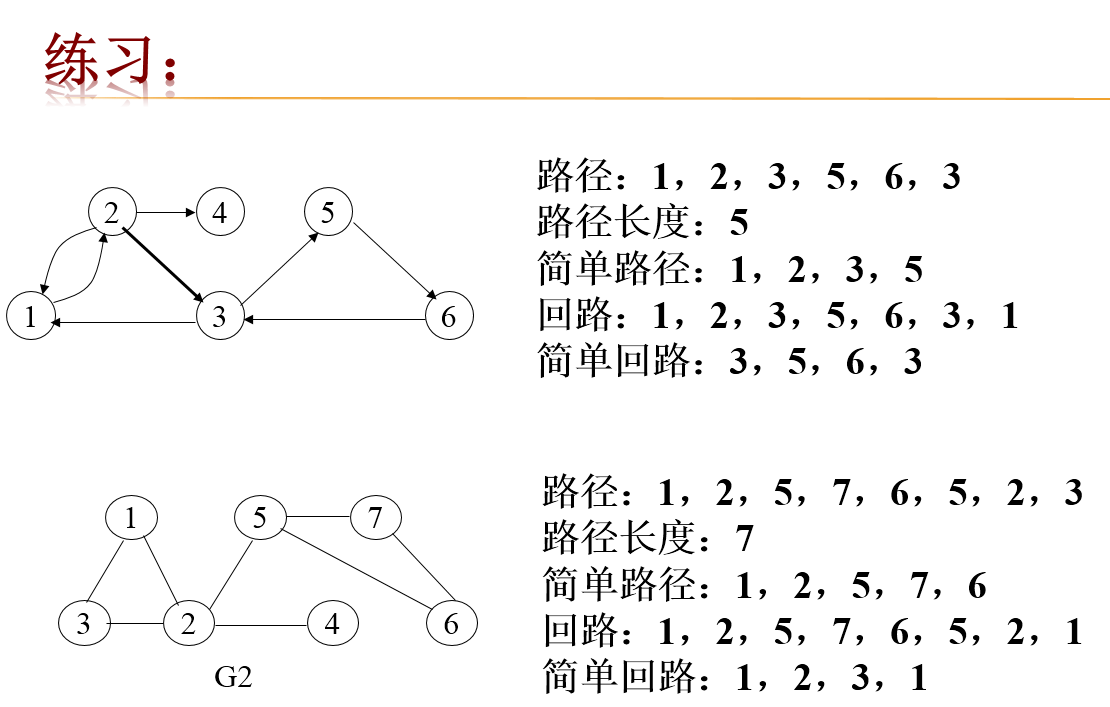 练习：
2 4 5
1 3 6
路径：1，2，3，5，6，3
路径长度：5
简单路径：1，2，3，5
回路：1，2，3，5，6，3，1
简单回路：3，5，6，3
1 5 7
3 2 4 6
G2
路径：1，2，5，7，6，5，2，3
路径长度：7
简单路径：1，2，5，7，6
回路：1，2，5，7，6，5，2，1
简单回路：1，2，3，1